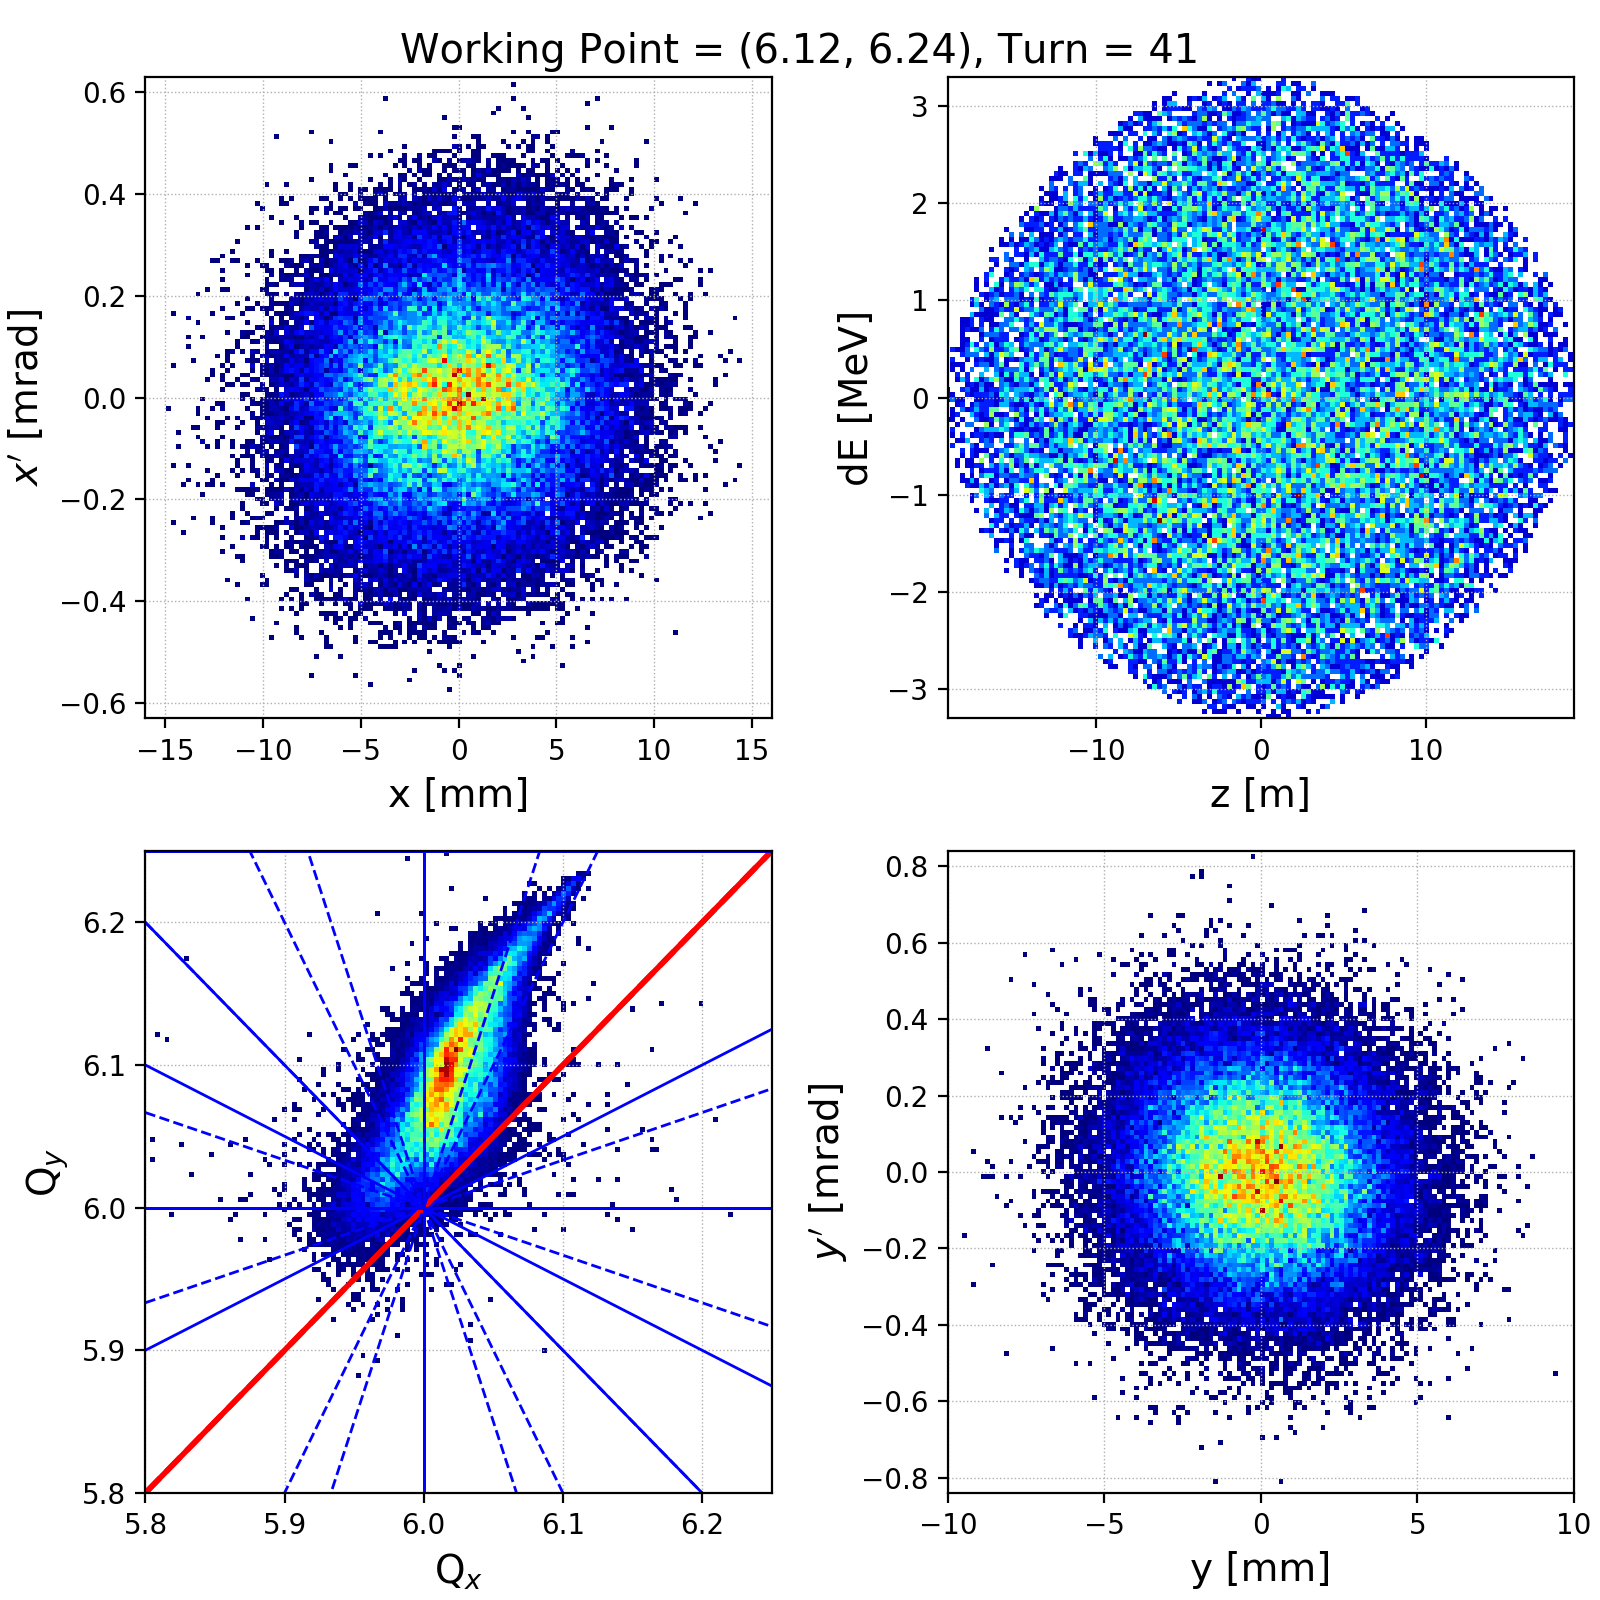 Working Point = (6.12, 6.24), Turn = 41
0.6
0.4
0.2
0.0
−0.2
−0.4
−0.6
x′ [mrad]
−15 −10 −5 0 5 10 15
x [mm]
3
2
1
0
−1
−2
−3
dE [MeV]
−10 0 10
z [m]
6.2
6.1
6.0
5.9
5.8
Qy
5.8 5.9 6.0 6.1 6.2
Qx
0.8
0.6
0.4
0.2
0.0
−0.2
−0.4
−0.6
−0.8
y′ [mrad]
−10 −5 0 5 10
y [mm]